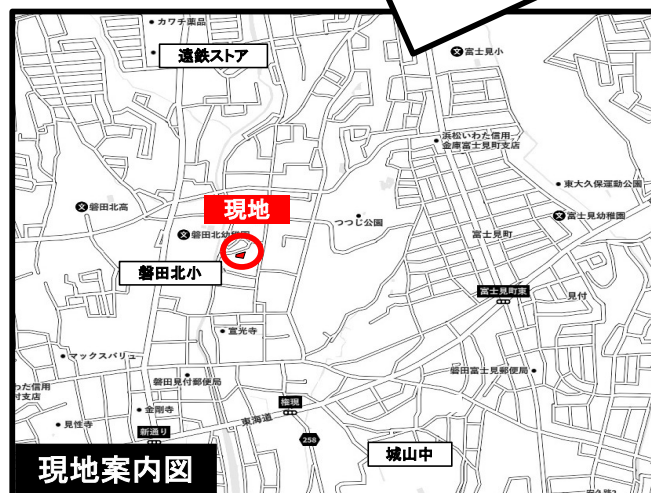 カワチ薬品
遠鉄ストア
富士見小
浜松いわた信用
金庫富士見町支店
東大久保運動公園
磐田北高
現地
つつじ公園
富士見幼稚園
磐田北幼稚園
富士見町
磐田北小
富士見町東
見付
宣光寺
マックスバリュ
磐田見付郵便局
磐田富士見郵便局
わた信用
付支店
金剛寺
権現
東海道
見性寺
新通り
258
城山中
現地案内図